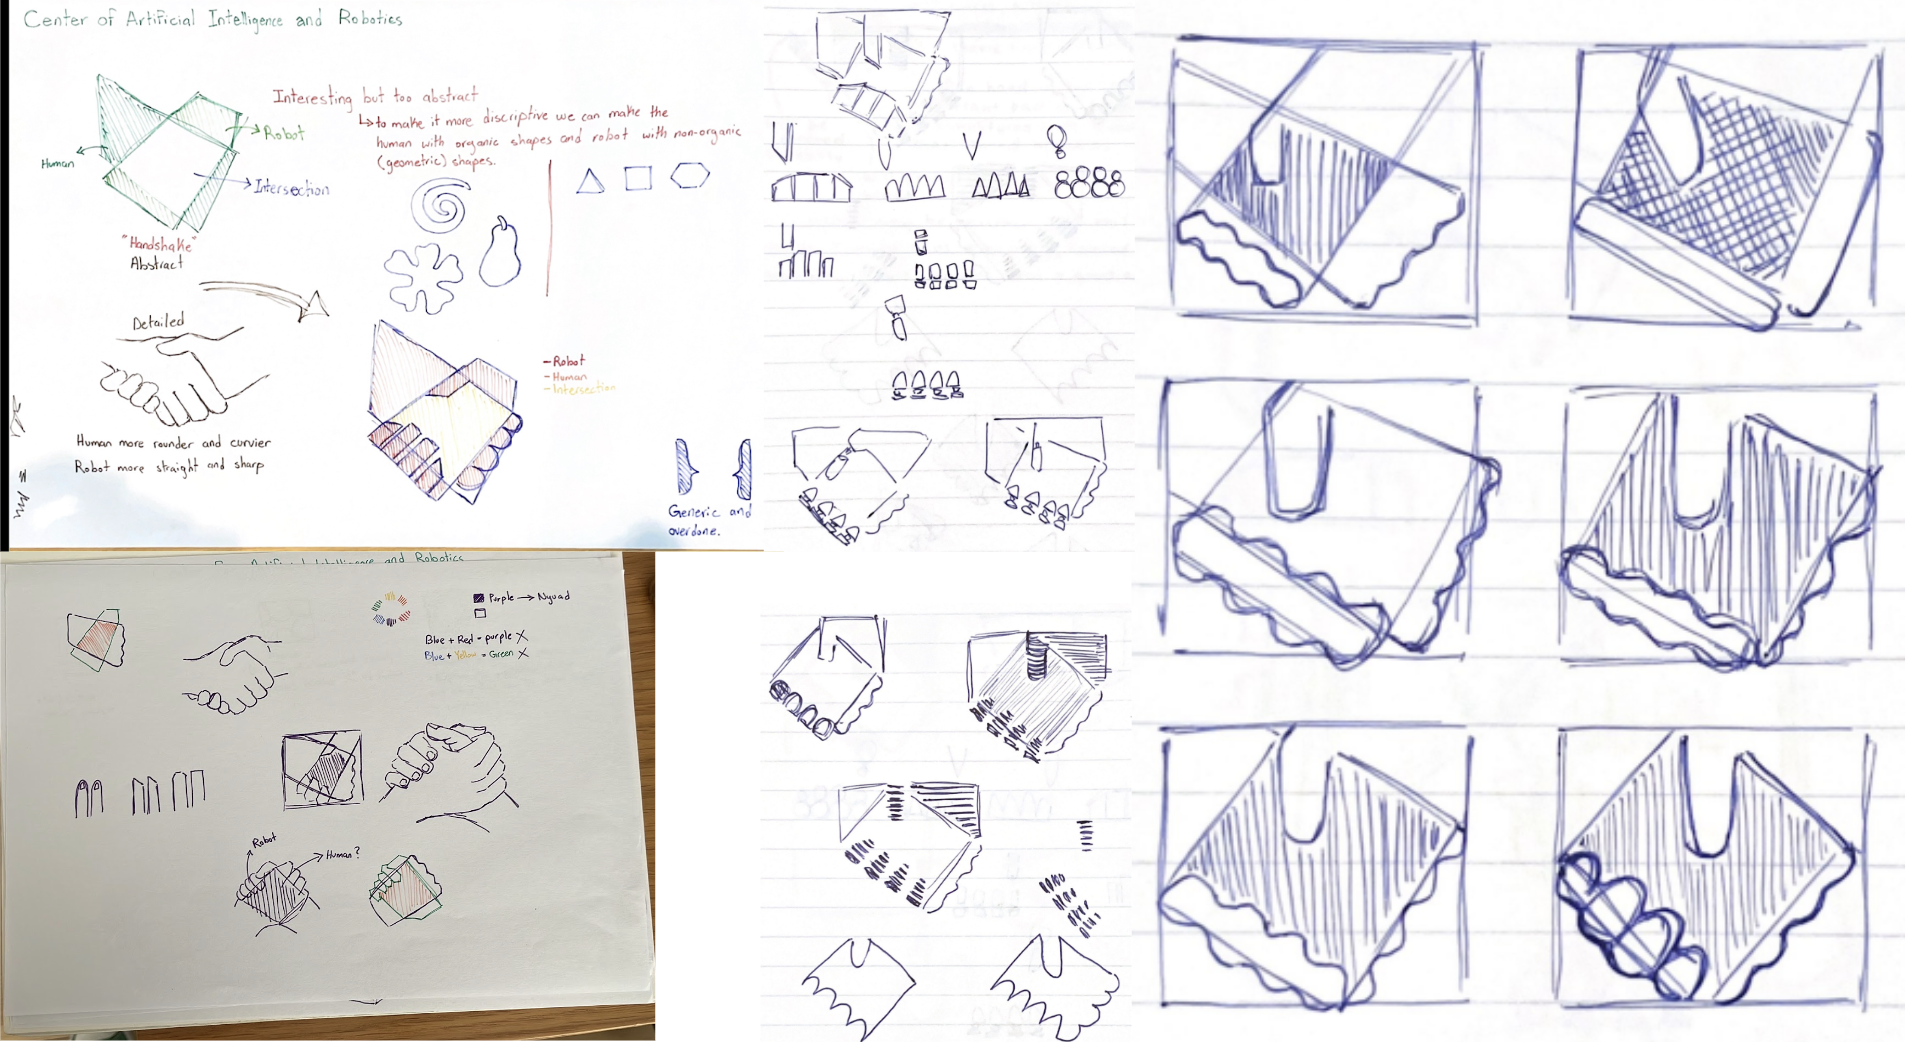 Center of Artificial Intelligence and Robotics
Interesting but too abstract
↳to make it more discriptive we can make the
human with organic shapes and robot with non-organic
(geometric) shapes.
Robot
Human
Intersection
"Handshake"
Abstract
Detailed
Human more rounder and curvier
Robot more straight and sharp
-Robot
-Human
-Intersection
Generic and
overdone.
Artificial Intelligence and Robotics
Purple → Nyuad
Blue + Red = purple X
Blue + Yellow = Green X
Robot
Human?